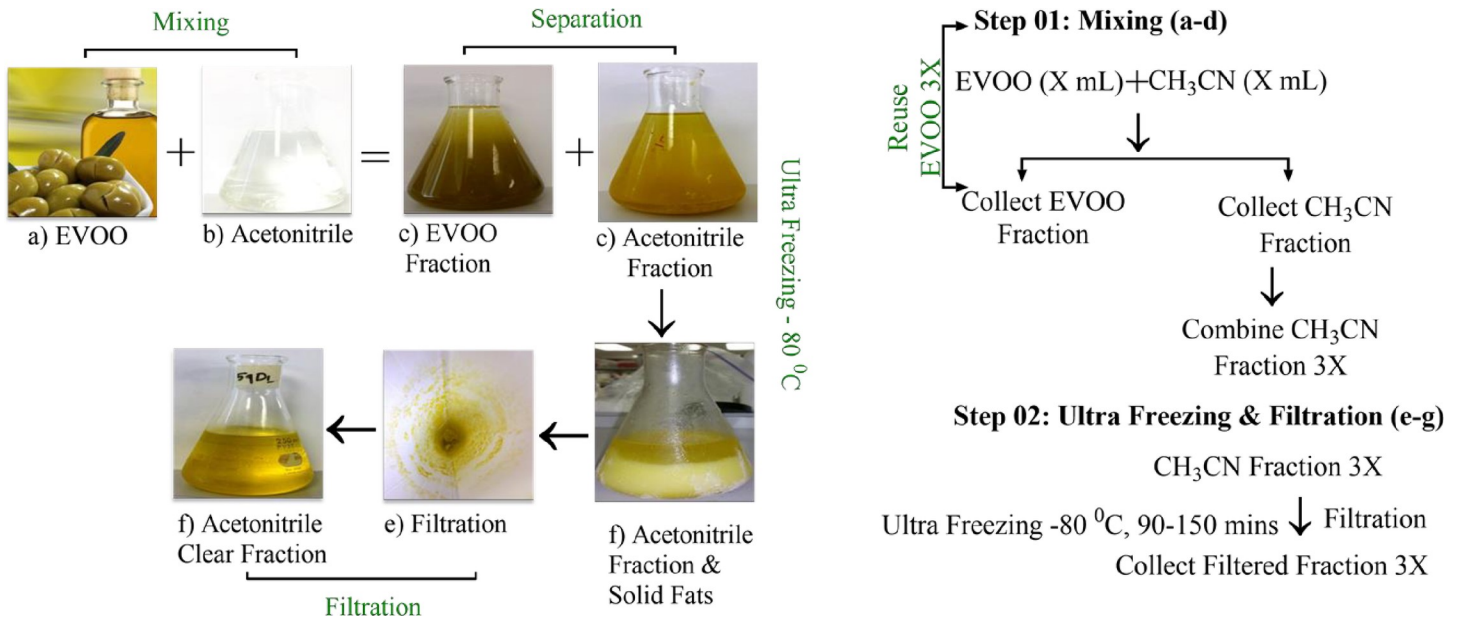 Mixing
Separation
+
=
+
a) EVOO
b) Acetonitrile
c) EVOO
Fraction
c) Acetonitrile
Fraction
Ultra Freezing - 80 ⁰C
59DL
f) Acetonitrile
Clear Fraction
e) Filtration
f) Acetonitrile
Fraction &
Solid Fats
Filtration
Step 01: Mixing (a-d)
EVOO (X mL)+CH₃CN (X mL)
Reuse
EVOO 3X
Collect EVOO
Fraction
Collect CH₃CN
Fraction
Combine CH₃CN
Fraction 3X
Step 02: Ultra Freezing & Filtration (e-g)
CH₃CN Fraction 3X
Ultra Freezing -80 ⁰C, 90-150 mins
Filtration
Collect Filtered Fraction 3X